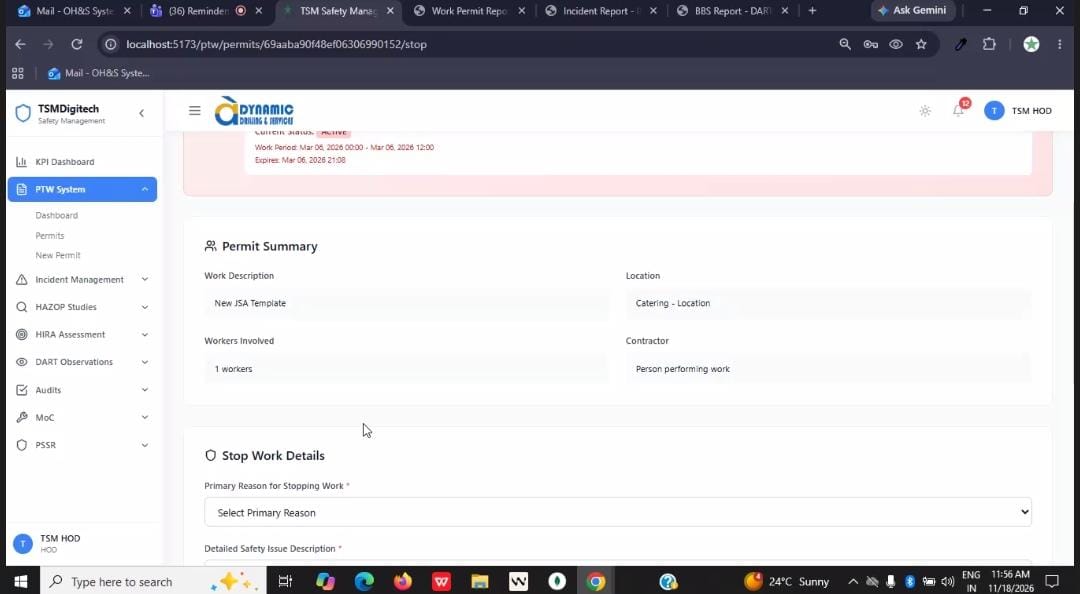 Mail - OH&S Syste
(36) Reminder
TSM Safety Manag
Work Permit Repo
Incident Report - R
BBS Report - DART
Ask Gemini
localhost:5173/ptw/permits/69aaba90f48ef06306990152/stop
Mail - OH&S Syste...
TSMDigitech
Safety Management
DYNAMIC
DRILLING & SERVICES
12
T
TSM HOD
KPI Dashboard
PTW System
Dashboard
Permits
New Permit
Incident Management
HAZOP Studies
HIRA Assessment
DART Observations
Audits
MoC
PSSR
T
TSM HOD
HOD
Current Status: ACTIVE
Work Period: Mar 06, 2026 00:00 - Mar 06, 2026 12:00
Expires: Mar 06, 2026 21:08
Permit Summary
Work Description
Location
New JSA Template
Catering - Location
Workers Involved
Contractor
1 workers
Person performing work
Stop Work Details
Primary Reason for Stopping Work *
Select Primary Reason
Detailed Safety Issue Description *
Type here to search
24°C Sunny
ENG
IN
11:56 AM
11/18/2026